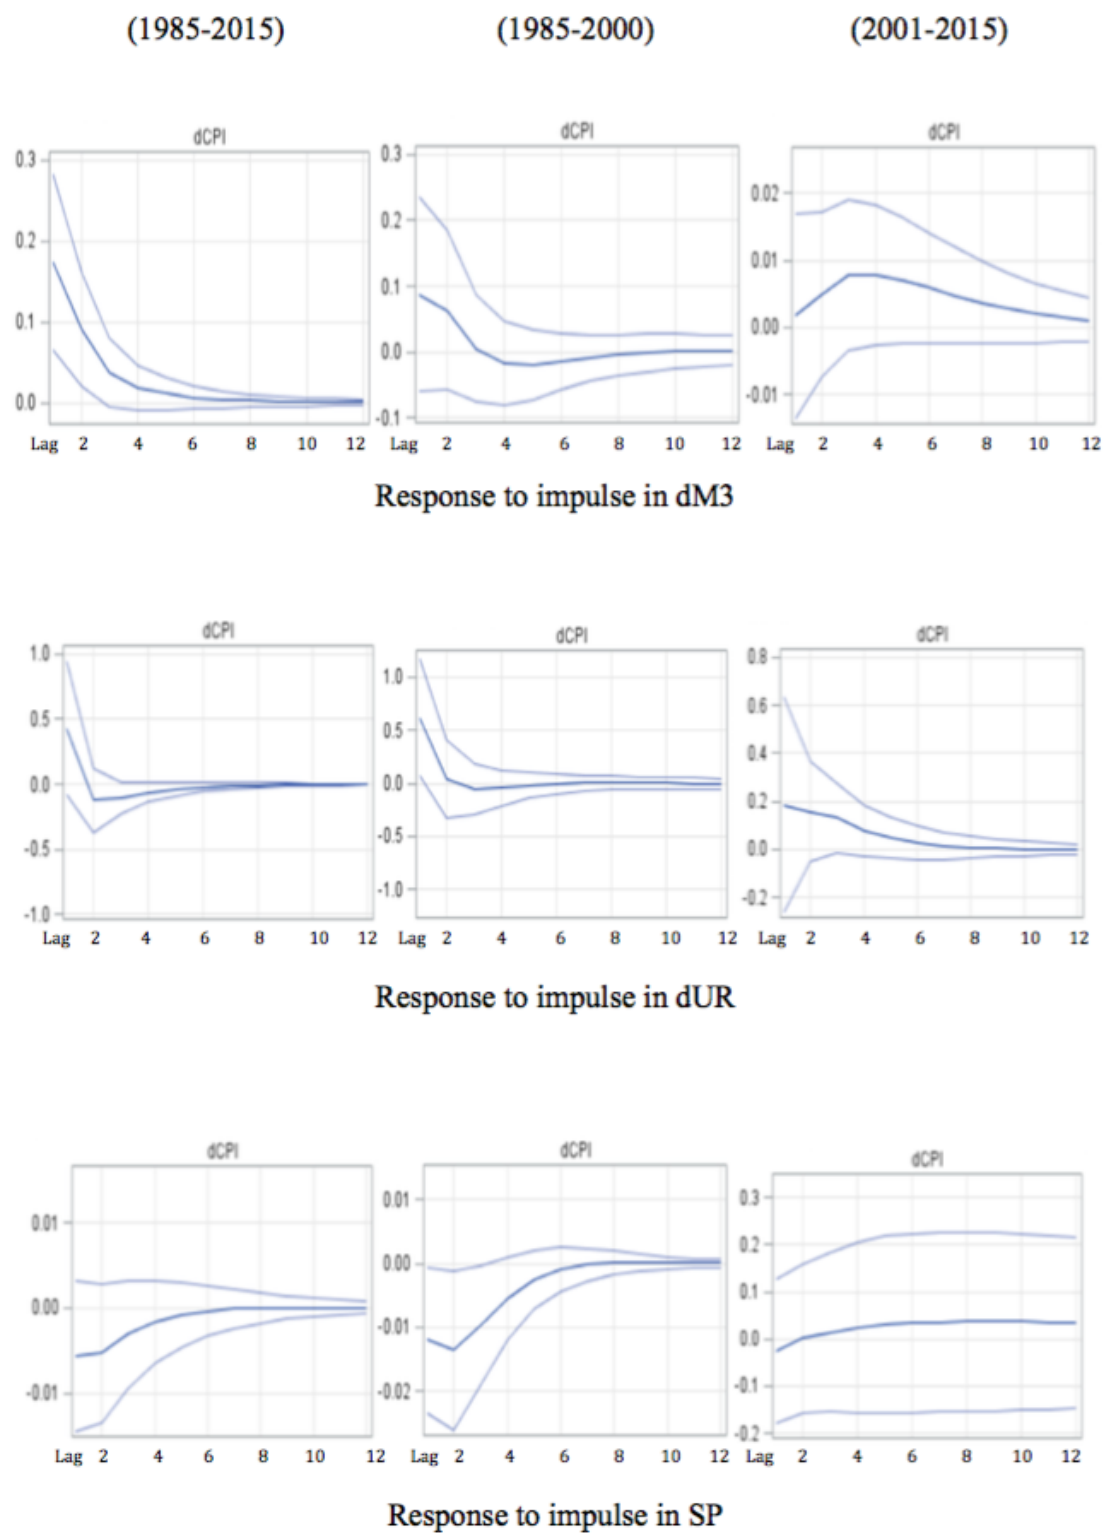 (1985-2015) (1985-2000) (2001-2015)
dCPI dCPI dCPI
0.3 0.2 0.1 0.0
0.3 0.2 0.1 0.0 -0.1
0.02 0.01 0.00 -0.01
Lag 2 4 6 8 10 12 Lag 2 4 6 8 10 12 Lag 2 4 6 8 10 12
Response to impulse in dM3
dCPI dCPI dCPI
1.0 0.5 0.0 -0.5 -1.0
1.0 0.5 0.0 -0.5 -1.0
0.8 0.6 0.4 0.2 0.0 -0.2
Lag 2 4 6 8 10 12 Lag 2 4 6 8 10 12 Lag 2 4 6 8 10 12
Response to impulse in dUR
dCPI dCPI dCPI
0.01 0.00 -0.01
0.01 0.00 -0.01 -0.02
0.3 0.2 0.1 0.0 -0.1 -0.2
Lag 2 4 6 8 10 12 Lag 2 4 6 8 10 12 Lag 2 4 6 8 10 12
Response to impulse in SP